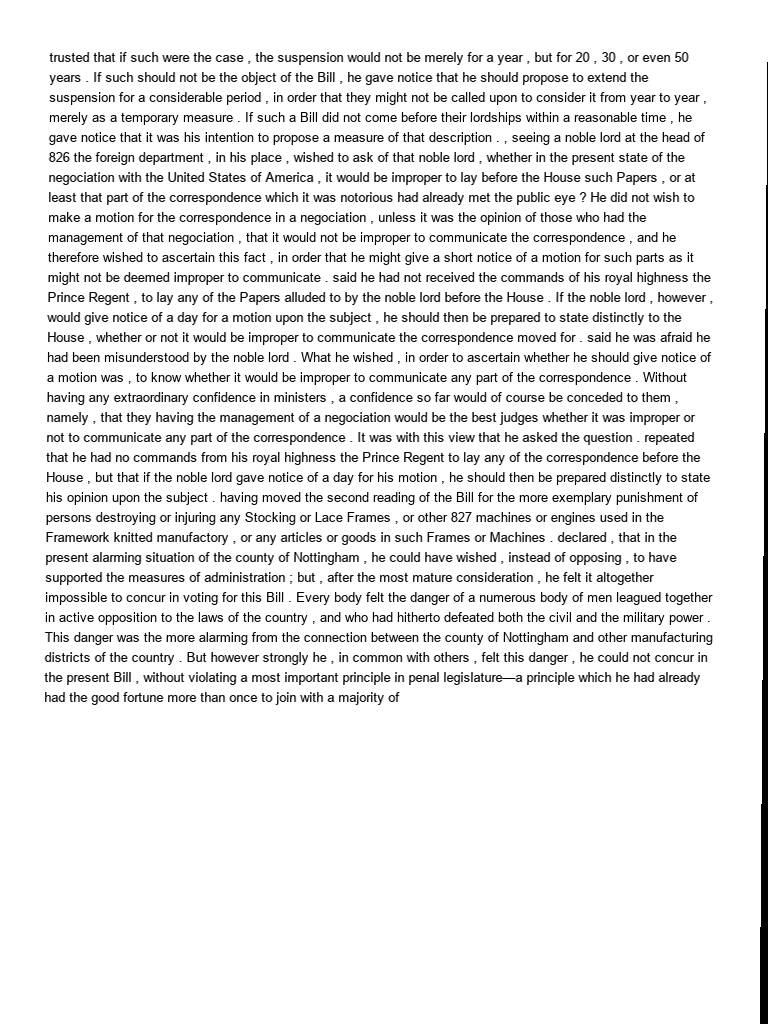 trusted that if such were the case , the suspension would not be merely for a year , but for 20 , 30 , or even 50
years . If such should not be the object of the Bill , he gave notice that he should propose to extend the
suspension for a considerable period , in order that they might not be called upon to consider it from year to year ,
merely as a temporary measure . If such a Bill did not come before their lordships within a reasonable time , he
gave notice that it was his intention to propose a measure of that description . , seeing a noble lord at the head of
826 the foreign department , in his place , wished to ask of that noble lord , whether in the present state of the
negociation with the United States of America , it would be improper to lay before the House such Papers , or at
least that part of the correspondence which it was notorious had already met the public eye ? He did not wish to
make a motion for the correspondence in a negociation , unless it was the opinion of those who had the
management of that negociation , that it would not be improper to communicate the correspondence , and he
therefore wished to ascertain this fact , in order that he might give a short notice of a motion for such parts as it
might not be deemed improper to communicate . said he had not received the commands of his royal highness the
Prince Regent , to lay any of the Papers alluded to by the noble lord before the House . If the noble lord , however ,
would give notice of a day for a motion upon the subject , he should then be prepared to state distinctly to the
House , whether or not it would be improper to communicate the correspondence moved for . said he was afraid he
had been misunderstood by the noble lord . What he wished , in order to ascertain whether he should give notice of
a motion was , to know whether it would be improper to communicate any part of the correspondence . Without
having any extraordinary confidence in ministers , a confidence so far would of course be conceded to them ,
namely , that they having the management of a negociation would be the best judges whether it was improper or
not to communicate any part of the correspondence . It was with this view that he asked the question . repeated
that he had no commands from his royal highness the Prince Regent to lay any of the correspondence before the
House , but that if the noble lord gave notice of a day for his motion , he should then be prepared distinctly to state
his opinion upon the subject . having moved the second reading of the Bill for the more exemplary punishment of
persons destroying or injuring any Stocking or Lace Frames , or other 827 machines or engines used in the
Framework knitted manufactory , or any articles or goods in such Frames or Machines . declared , that in the
present alarming situation of the county of Nottingham , he could have wished , instead of opposing , to have
supported the measures of administration ; but , after the most mature consideration , he felt it altogether
impossible to concur in voting for this Bill . Every body felt the danger of a numerous body of men leagued together
in active opposition to the laws of the country , and who had hitherto defeated both the civil and the military power .
This danger was the more alarming from the connection between the county of Nottingham and other manufacturing
districts of the country . But however strongly he , in common with others , felt this danger , he could not concur in
the present Bill , without violating a most important principle in penal legislature—a principle which he had already
had the good fortune more than once to join with a majority of